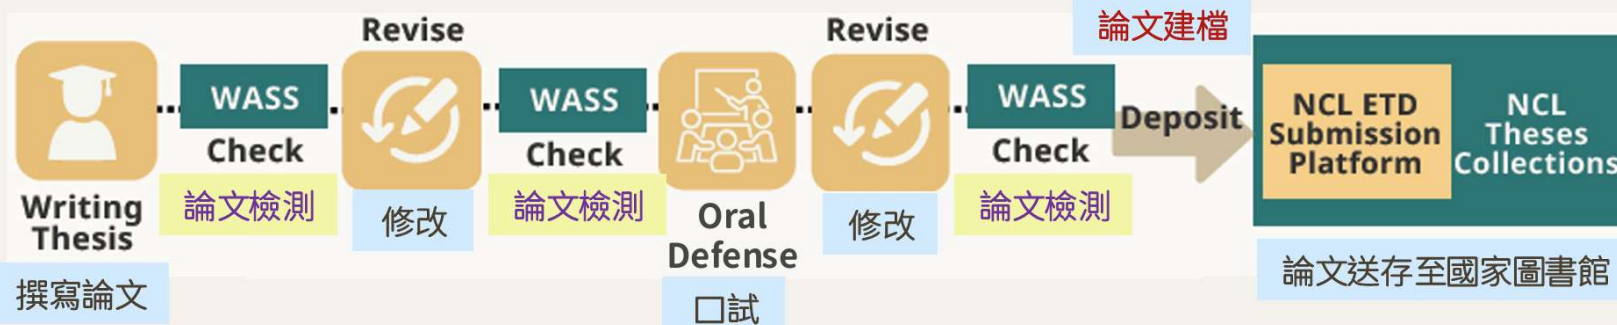 Writing
Thesis
撰寫論文
WASS
Check
論文檢測
Revise
修改
WASS
Check
論文檢測
Oral
Defense
口試
Revise
修改
WASS
Check
論文檢測
論文建檔
Deposit
NCL ETD
Submission
Platform
NCL
Theses
Collections
論文送存至國家圖書館